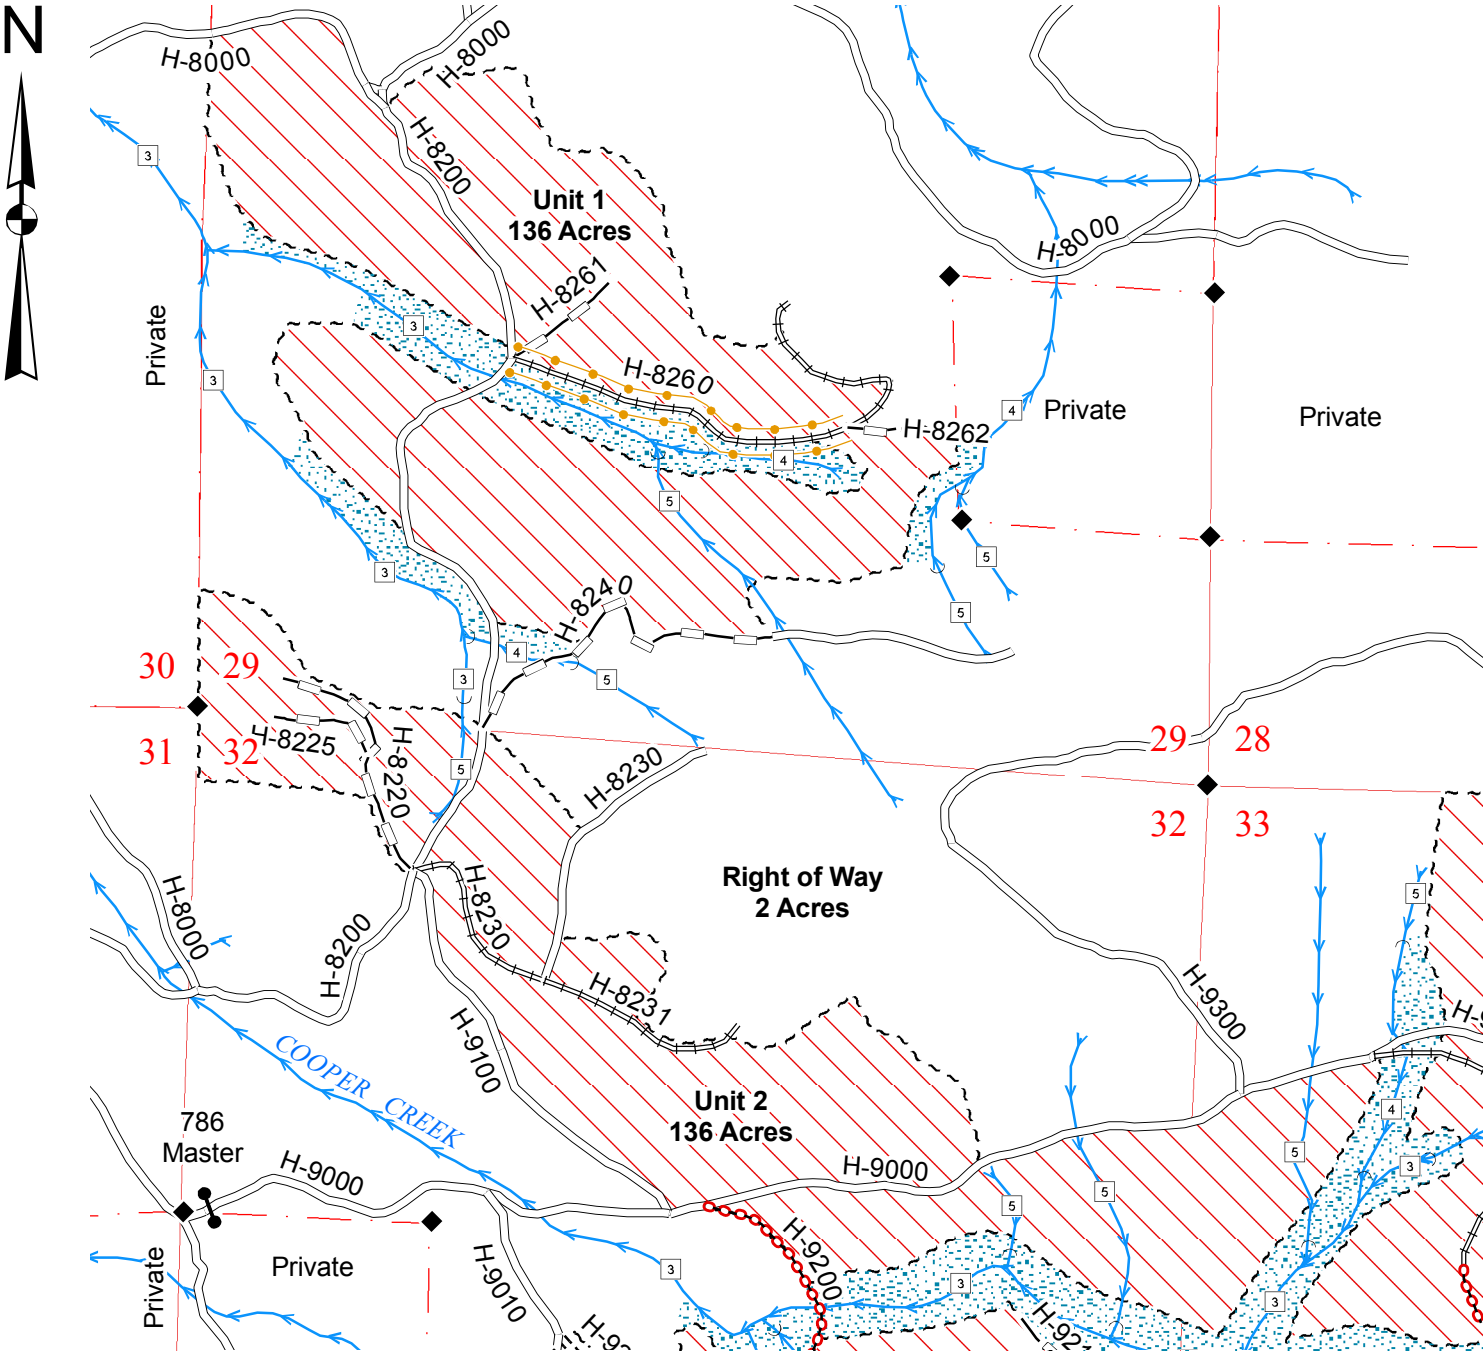 N
H-8000
H-8000
3
H-8200
Unit 1
136 Acres
H-8000
H-8261
Private
3
3
H-8260
4
Private
Private
H-8262
4
5
3
5
5
H-8240
4
5
3
30
29
31
32
H-8225
H-8220
5
H-8230
29
28
32
33
Right of Way
2 Acres
5
H-8000
H-8200
H-8230
H-8231
H-9300
H-9100
COOPER CREEK
Unit 2
136 Acres
4
5
3
786
Master
H-9000
H-9000
5
5
H-9200
Private
Private
H-9010
3
3
3